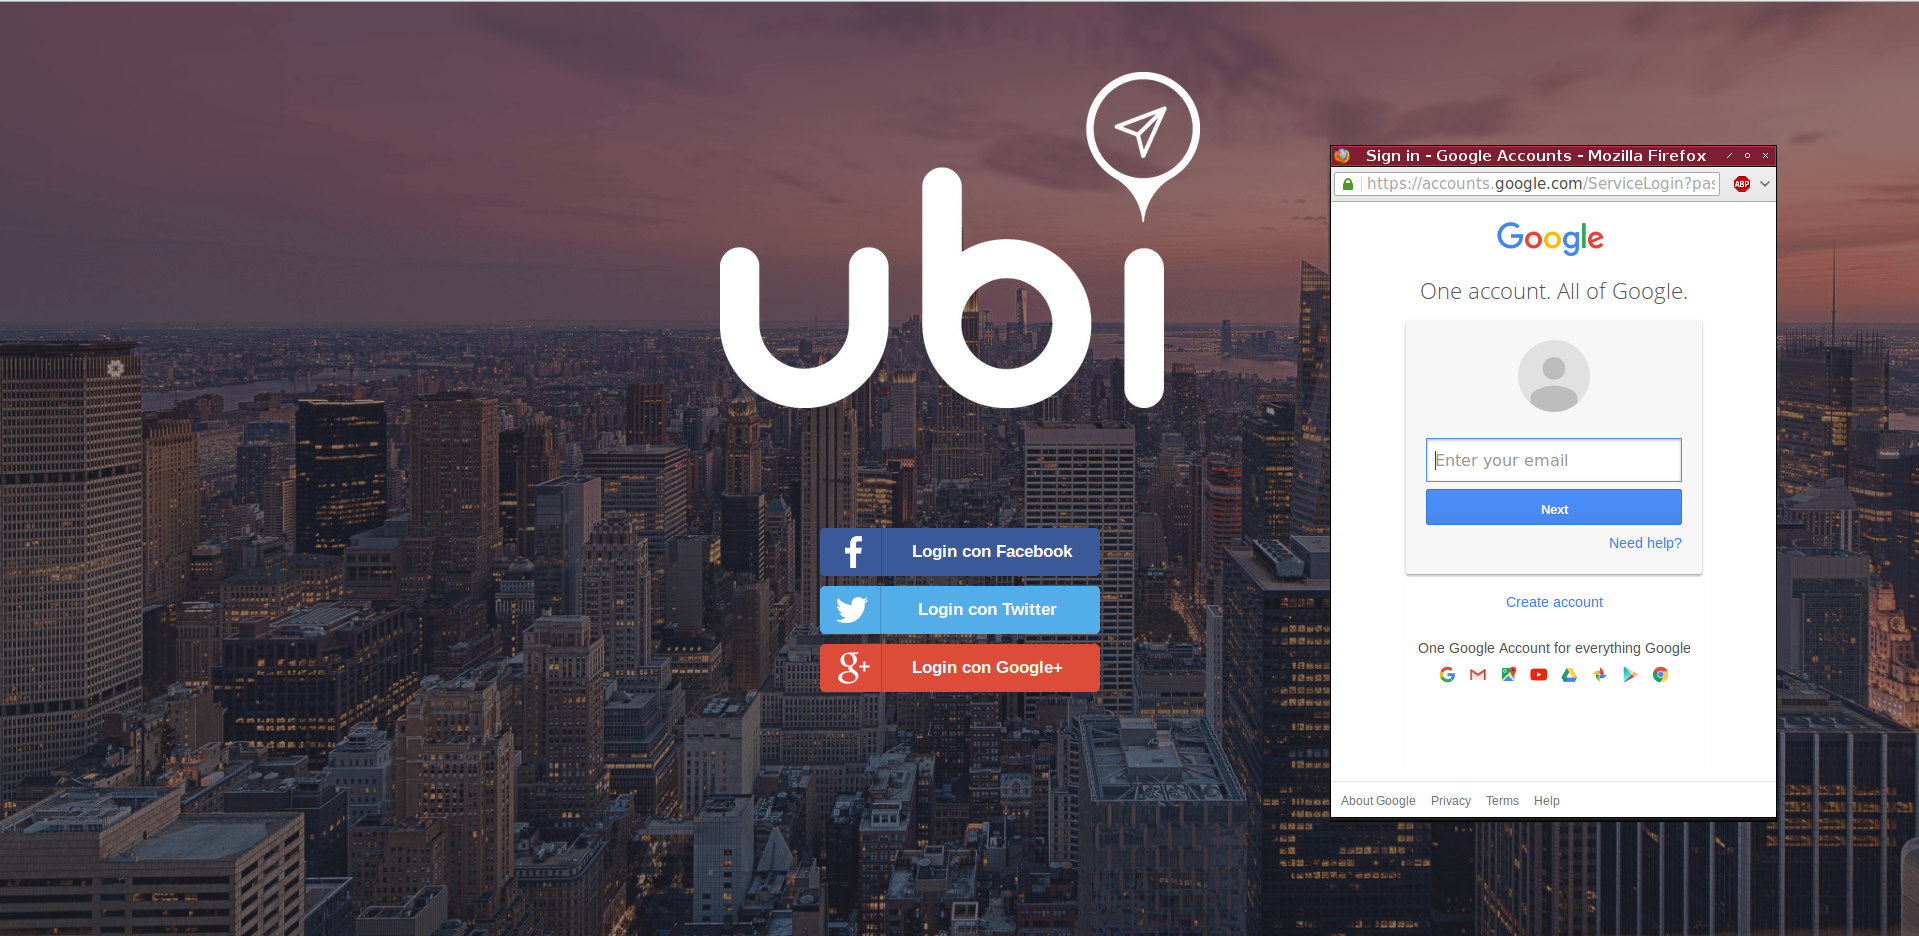 ubi
Login con Facebook
Login con Twitter
Login con Google+
Sign in - Google Accounts - Mozilla Firefox
https://accounts.google.com/ServiceLogin?pas
ABP
Google
One account. All of Google.
Enter your email
Next
Need help?
Create account
One Google Account for everything Google
About Google Privacy Terms Help